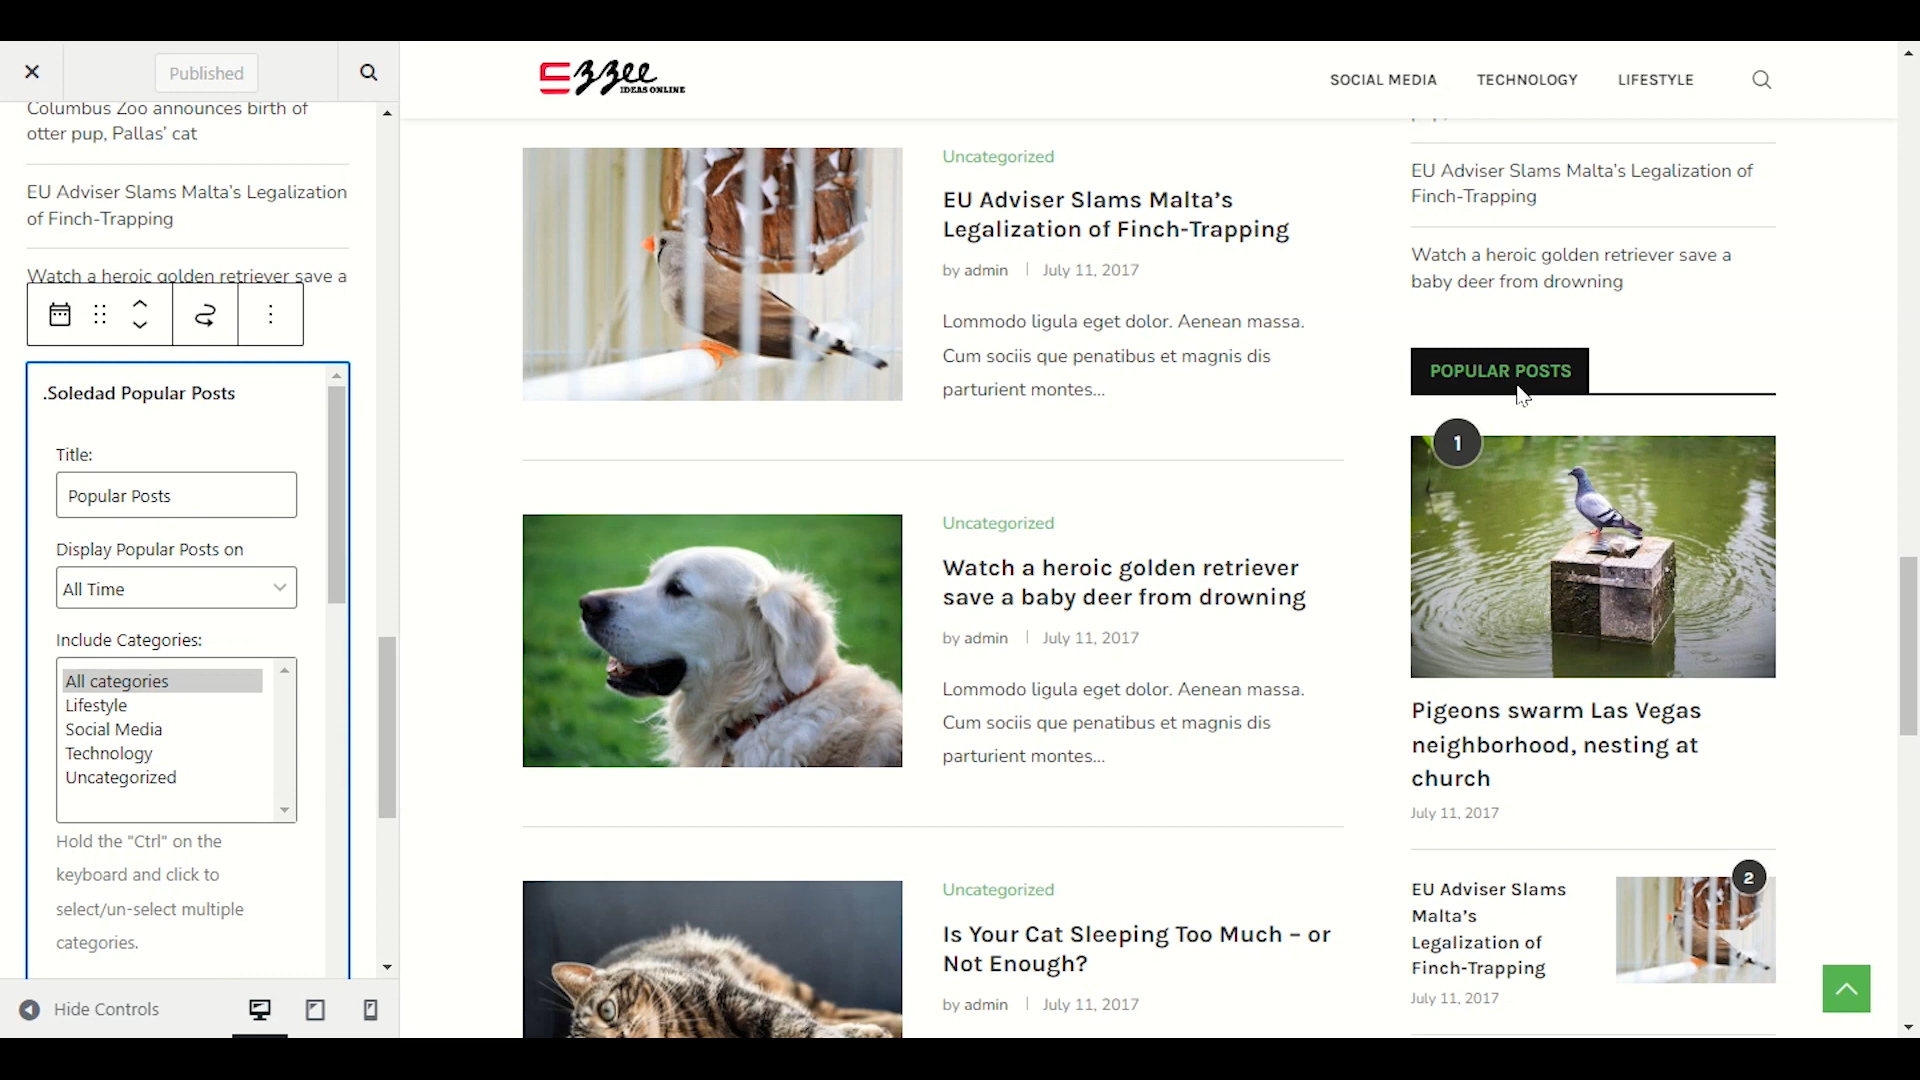 Published
Columbus Zoo announces birth of
otter pup, Pallas’ cat
EU Adviser Slams Malta’s Legalization
of Finch-Trapping
Watch a heroic golden retriever save a
.Soledad Popular Posts
Title:
Popular Posts
Display Popular Posts on
All Time
Include Categories:
All categories
Lifestyle
Social Media
Technology
Uncategorized
Hold the "Ctrl" on the
keyboard and click to
select/un-select multiple
categories.
Hide Controls
Ezzee
IDEAS ONLINE
SOCIAL MEDIA TECHNOLOGY LIFESTYLE
Uncategorized
EU Adviser Slams Malta’s
Legalization of Finch-Trapping
by admin July 11, 2017
Lommodo ligula eget dolor. Aenean massa.
Cum sociis que penatibus et magnis dis
parturient montes...
Uncategorized
Watch a heroic golden retriever
save a baby deer from drowning
by admin July 11, 2017
Lommodo ligula eget dolor. Aenean massa.
Cum sociis que penatibus et magnis dis
parturient montes...
Uncategorized
Is Your Cat Sleeping Too Much – or
Not Enough?
by admin July 11, 2017
EU Adviser Slams Malta’s Legalization of
Finch-Trapping
Watch a heroic golden retriever save a
baby deer from drowning
POPULAR POSTS
1
Pigeons swarm Las Vegas
neighborhood, nesting at
church
July 11, 2017
2
EU Adviser Slams
Malta’s
Legalization of
Finch-Trapping
July 11, 2017